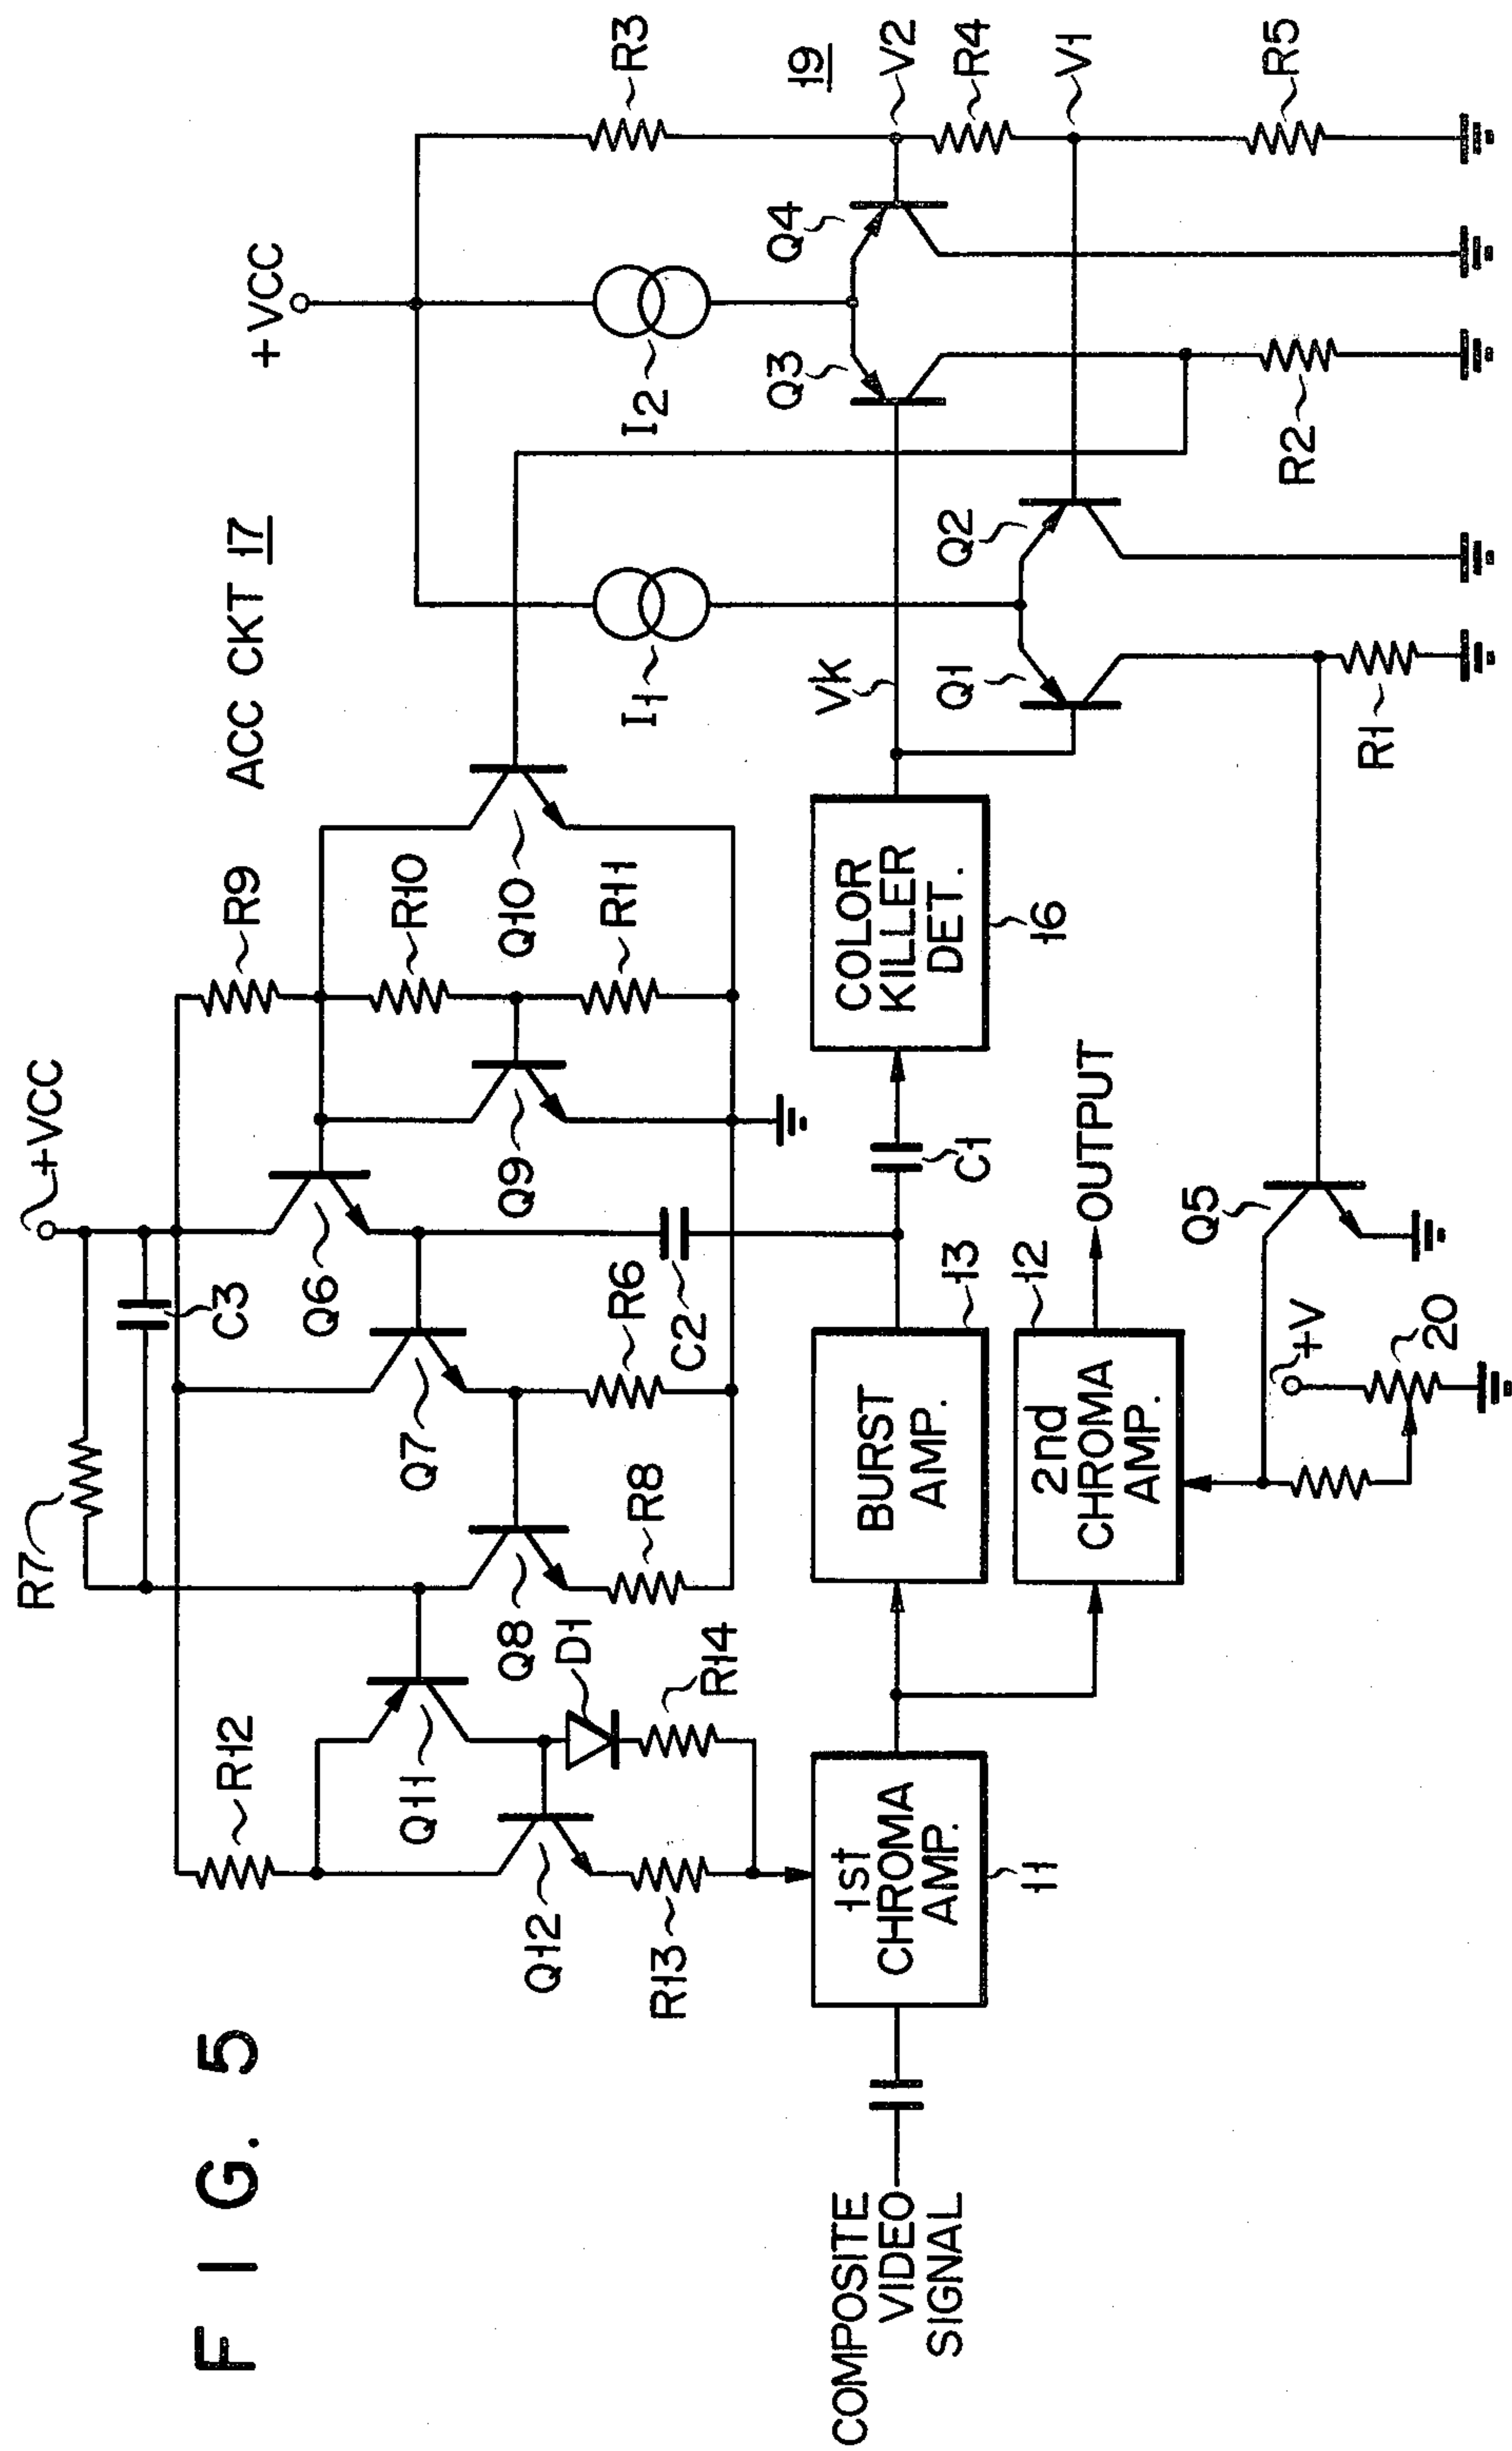 FIG. 5
+VCC
R7
C3
R12
R9
ACC CKT 17
+VCC
Q11
Q6
R10
I1
I2
R3
Q12
D1
Q8
Q7
R8
R6
Q9
Q10
R11
R13
R14
C2
Q3
Q4
19
V2
COMPOSITE
VIDEO
SIGNAL
1st
CHROMA
AMP.
11
BURST
AMP.
13
C1
COLOR
KILLER
DET.
16
Vk
Q1
Q2
R4
V1
2nd
CHROMA
AMP.
12
OUTPUT
+V
20
Q5
R1
R2
R5